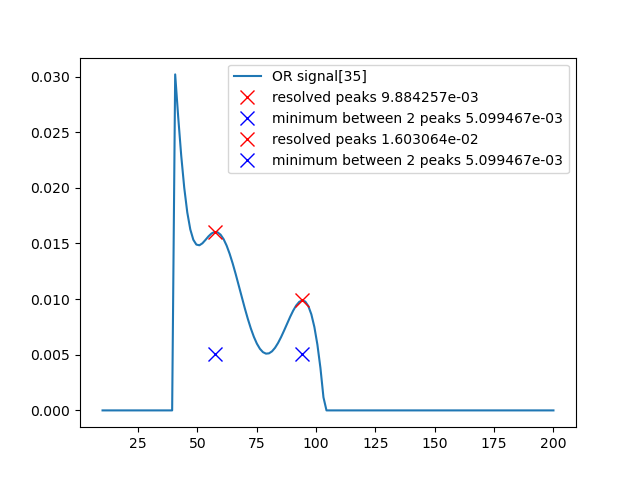 OR signal[35]
resolved peaks 9.884257e-03
minimum between 2 peaks 5.099467e-03
resolved peaks 1.603064e-02
minimum between 2 peaks 5.099467e-03
0.030
0.025
0.020
0.015
0.010
0.005
0.000
25 50 75 100 125 150 175 200